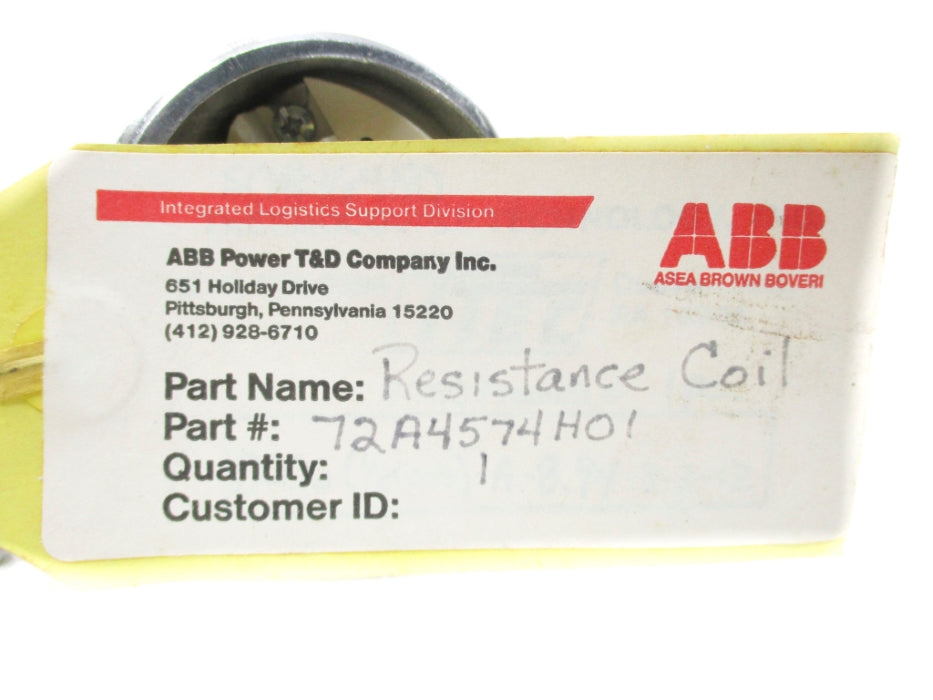 Integrated Logistics Support Division
ABB
ASEA BROWN BOVERI
ABB Power T&D Company Inc.
651 Holiday Drive
Pittsburgh, Pennsylvania 15220
(412) 928-6710
Part Name: Resistance Coil
Part #: 72A4574H01
Quantity: 1
Customer ID: